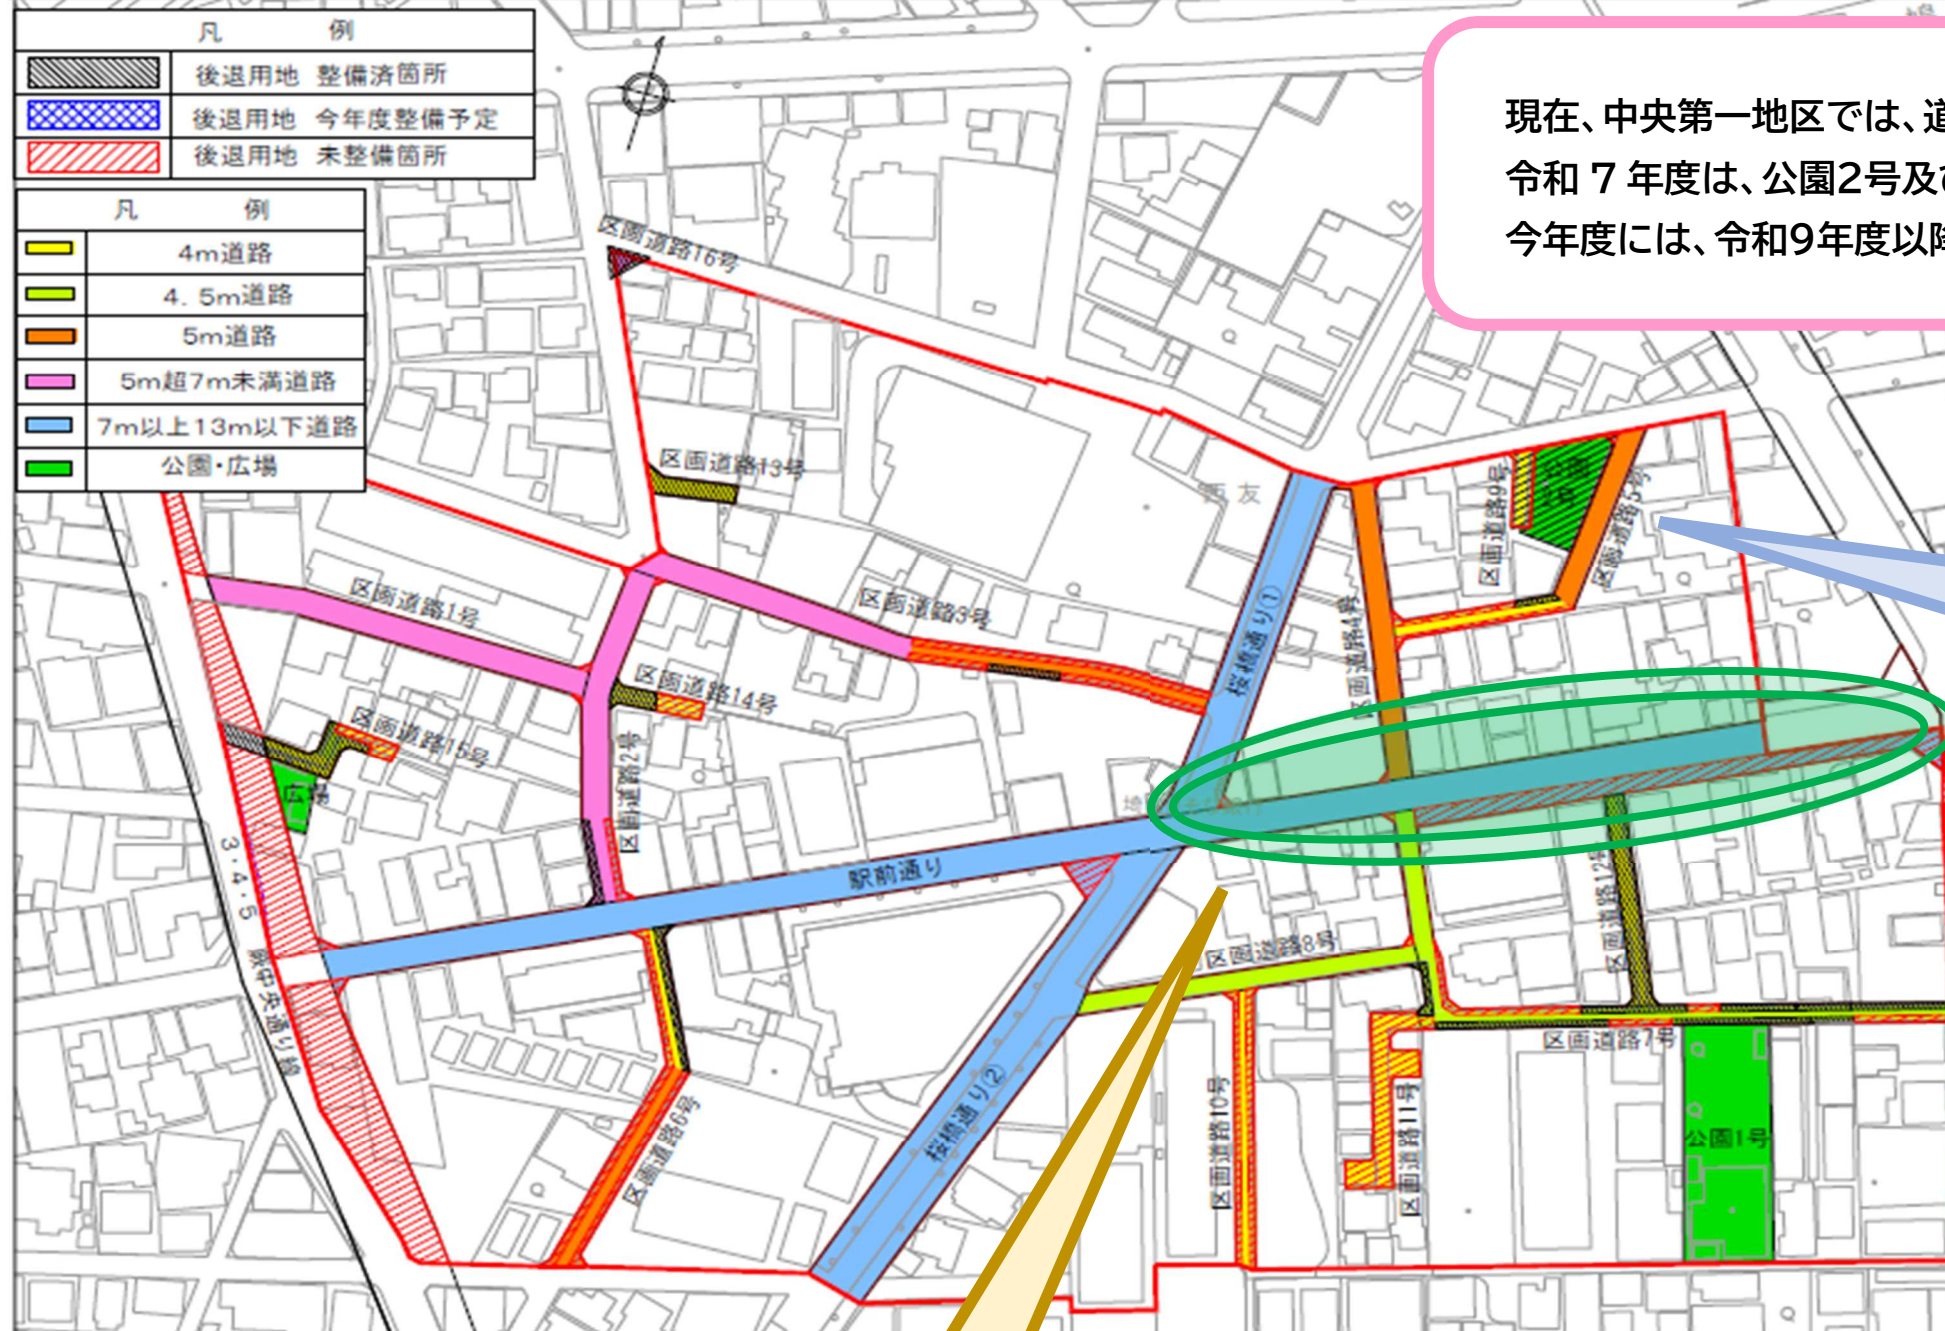 凡 例
後退用地 整備済箇所
後退用地 今年度整備予定
後退用地 未整備箇所
凡 例
4m道路
4．5m道路
5m道路
5m超7m未満道路
7m以上13m以下道路
公園・広場
現在、中央第一地区では、道
令和７年度は、公園2号及び
今年度には、令和9年度以降
区画道路16号
区画道路13号
西友
公園
区画道路9号
区画道路5号
区画道路1号
区画道路3号
桜橋通り①
区画道路4号
区画道路14号
区画道路15号
広場
区画道路2号
駅前通り
3・4・5 蕨中央通り線
区画道路12号
区画道路8号
区画道路7号
区画道路6号
桜橋通り②
区画道路10号
区画道路11号
公園1号